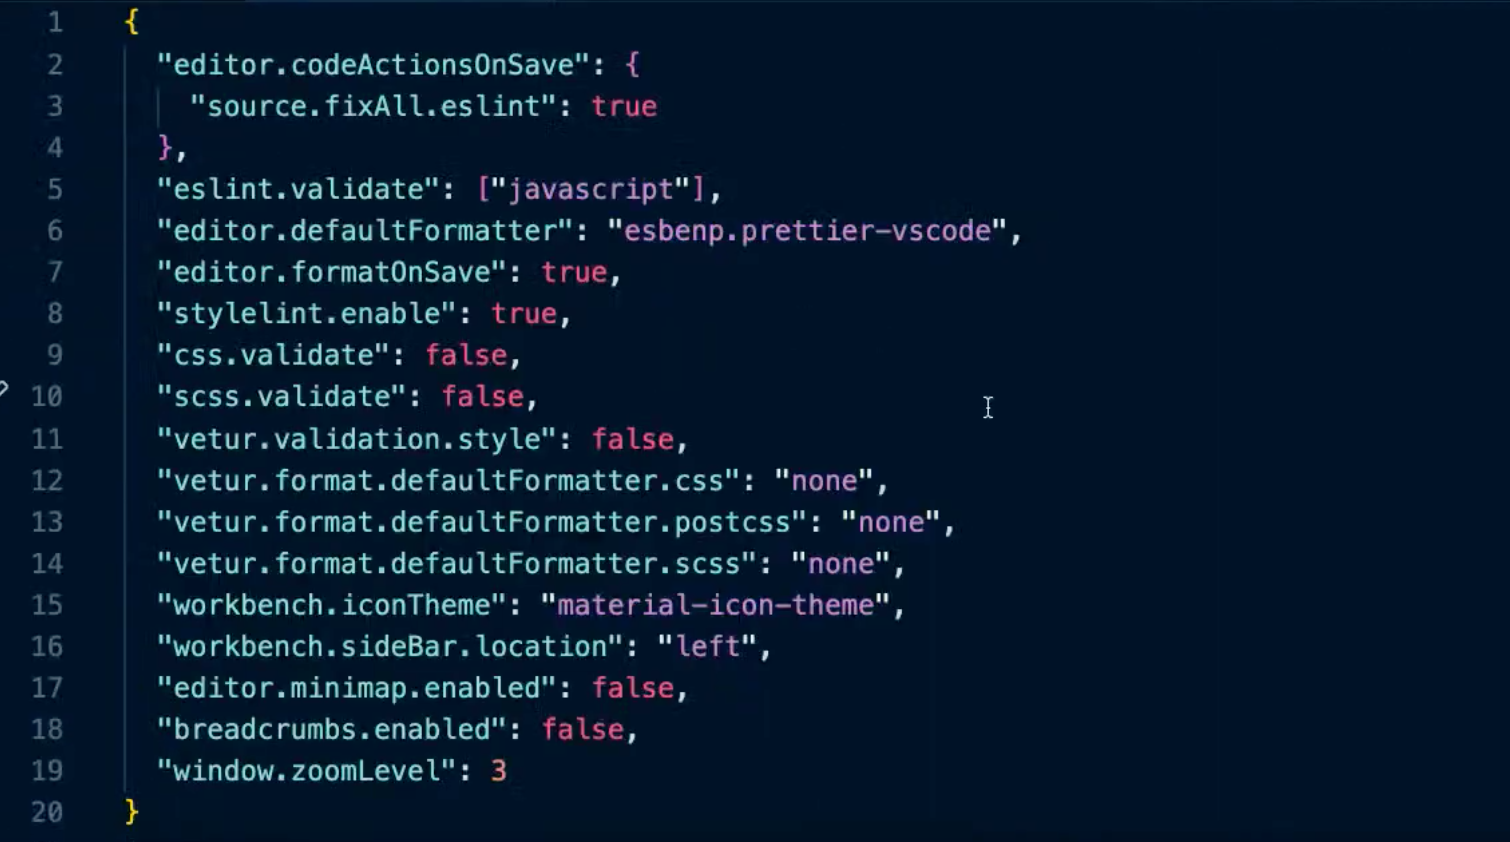 1 {
2 "editor.codeActionsOnSave": {
3 "source.fixAll.eslint": true
4 },
5 "eslint.validate": ["javascript"],
6 "editor.defaultFormatter": "esbenp.prettier-vscode",
7 "editor.formatOnSave": true,
8 "stylelint.enable": true,
9 "css.validate": false,
10 "scss.validate": false,
11 "vetur.validation.style": false,
12 "vetur.format.defaultFormatter.css": "none",
13 "vetur.format.defaultFormatter.postcss": "none",
14 "vetur.format.defaultFormatter.scss": "none",
15 "workbench.iconTheme": "material-icon-theme",
16 "workbench.sideBar.location": "left",
17 "editor.minimap.enabled": false,
18 "breadcrumbs.enabled": false,
19 "window.zoomLevel": 3
20 }